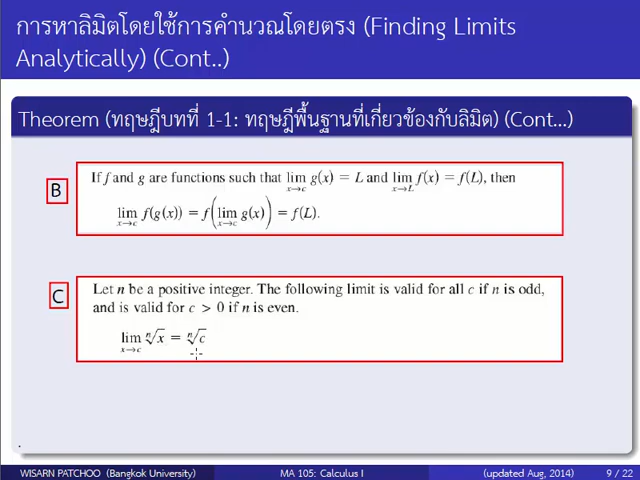 การหาลิมิตโดยใช้การคำนวณโดยตรง (Finding Limits
Analytically) (Cont..)
Theorem (ทฤษฎีบทที่ 1-1: ทฤษฎีพื้นฐานที่เกี่ยวข้องกับลิมิต) (Cont...)
B
If f and g are functions such that lim x→c g(x) = L and lim x→L f(x) = f(L), then
lim x→c f(g(x)) = f(lim x→c g(x)) = f(L).
C
Let n be a positive integer. The following limit is valid for all c if n is odd,
and is valid for c > 0 if n is even.
lim x→c ⁿ√x = ⁿ√c
.
WISARN PATCHOO (Bangkok University) MA 105: Calculus I (updated Aug, 2014) 9 / 22